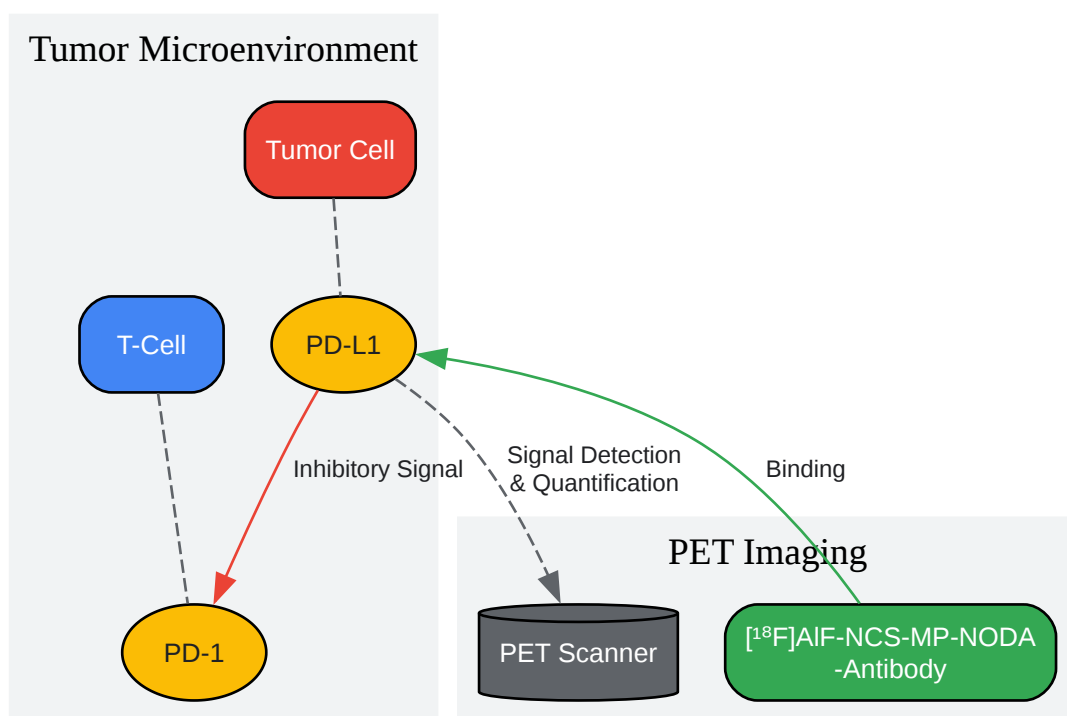 Tumor Microenvironment
Tumor Cell
T-Cell
PD-L1
Inhibitory Signal
Signal Detection
& Quantification
Binding
PET Imaging
PD-1
PET Scanner
[¹⁸F]AlF-NCS-MP-NODA
-Antibody